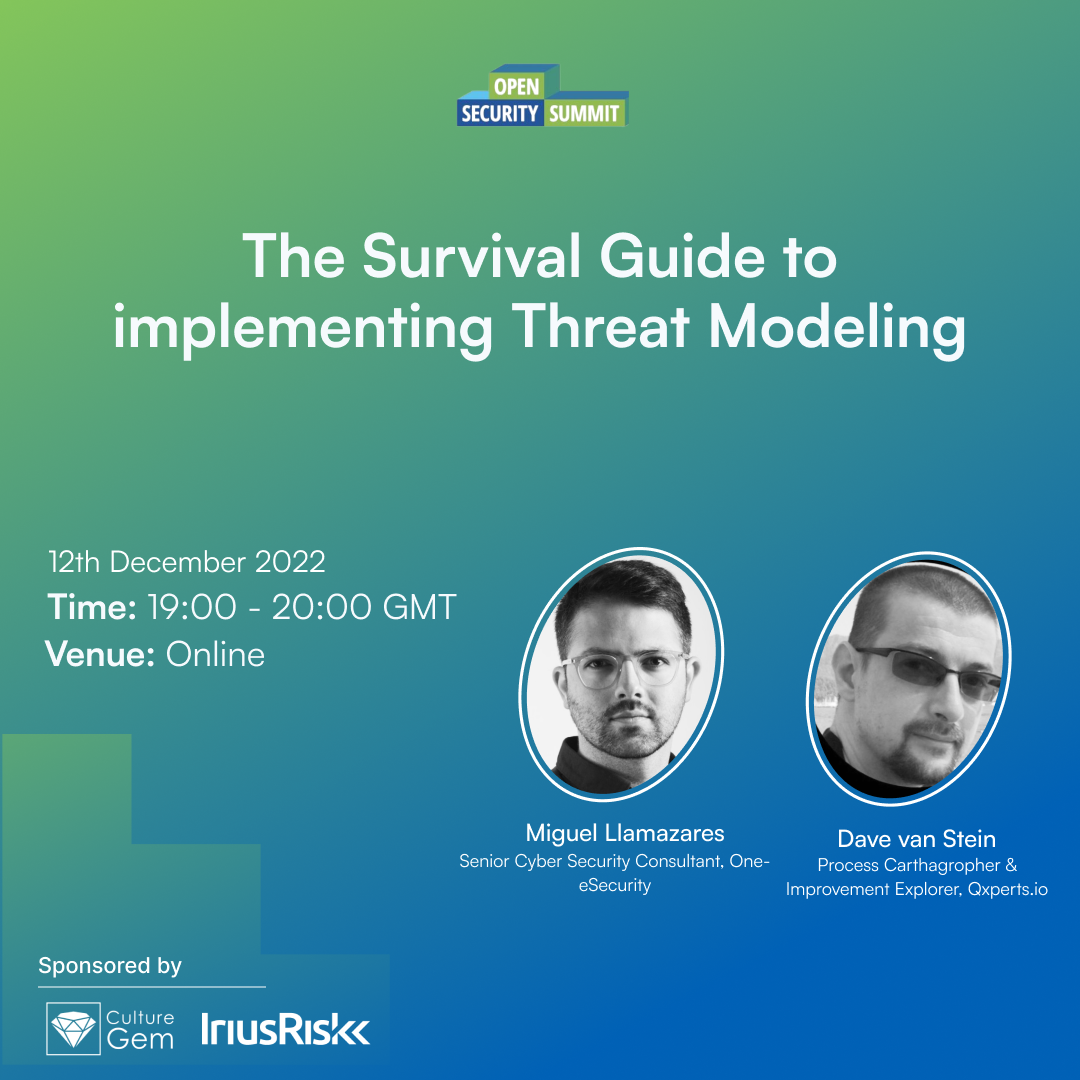 OPEN
SECURITY SUMMIT
The Survival Guide to
implementing Threat Modeling
12th December 2022
Time: 19:00 - 20:00 GMT
Venue: Online
Miguel Llamazares
Senior Cyber Security Consultant, One-
eSecurity
Dave van Stein
Process Carthagropher &
Improvement Explorer, Qxperts.io
Sponsored by
Culture
Gem
IriusRisk